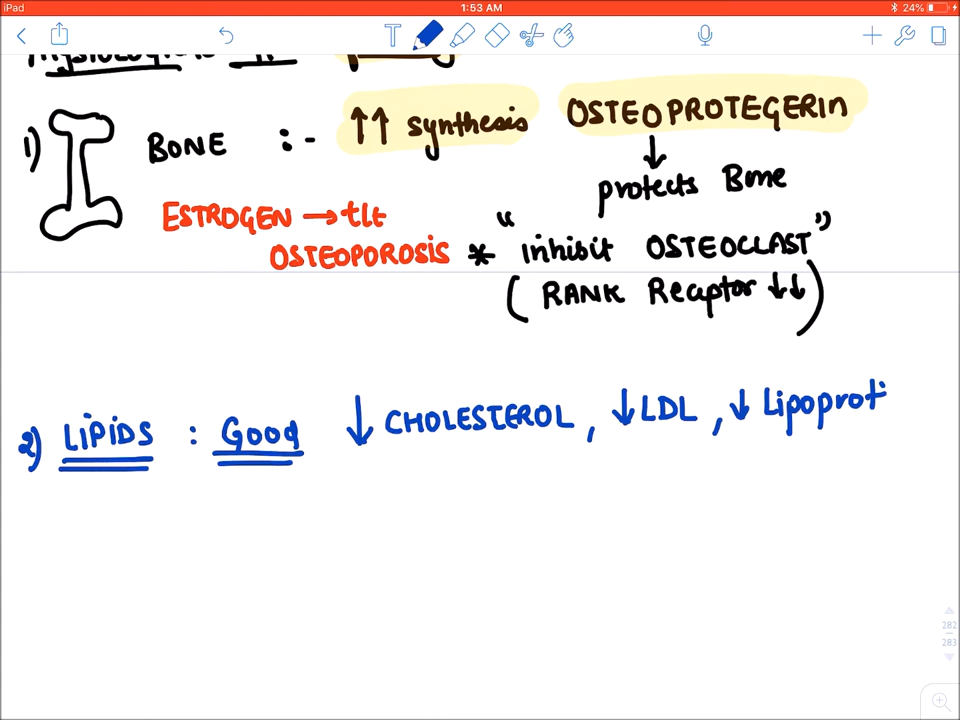 iPad 1:53 AM 24%
T
1) BONE :- ↑↑ synthesis OSTEOPROTEGERIN
↓
protects Bone
ESTROGEN → tlt
OSTEOPOROSIS * "inhibit OSTEOCLAST"
(RANK Receptor ↓↓)
2) LIPIDS : Good ↓ CHOLESTEROL, ↓ LDL, ↓ Lipoproti
282
283